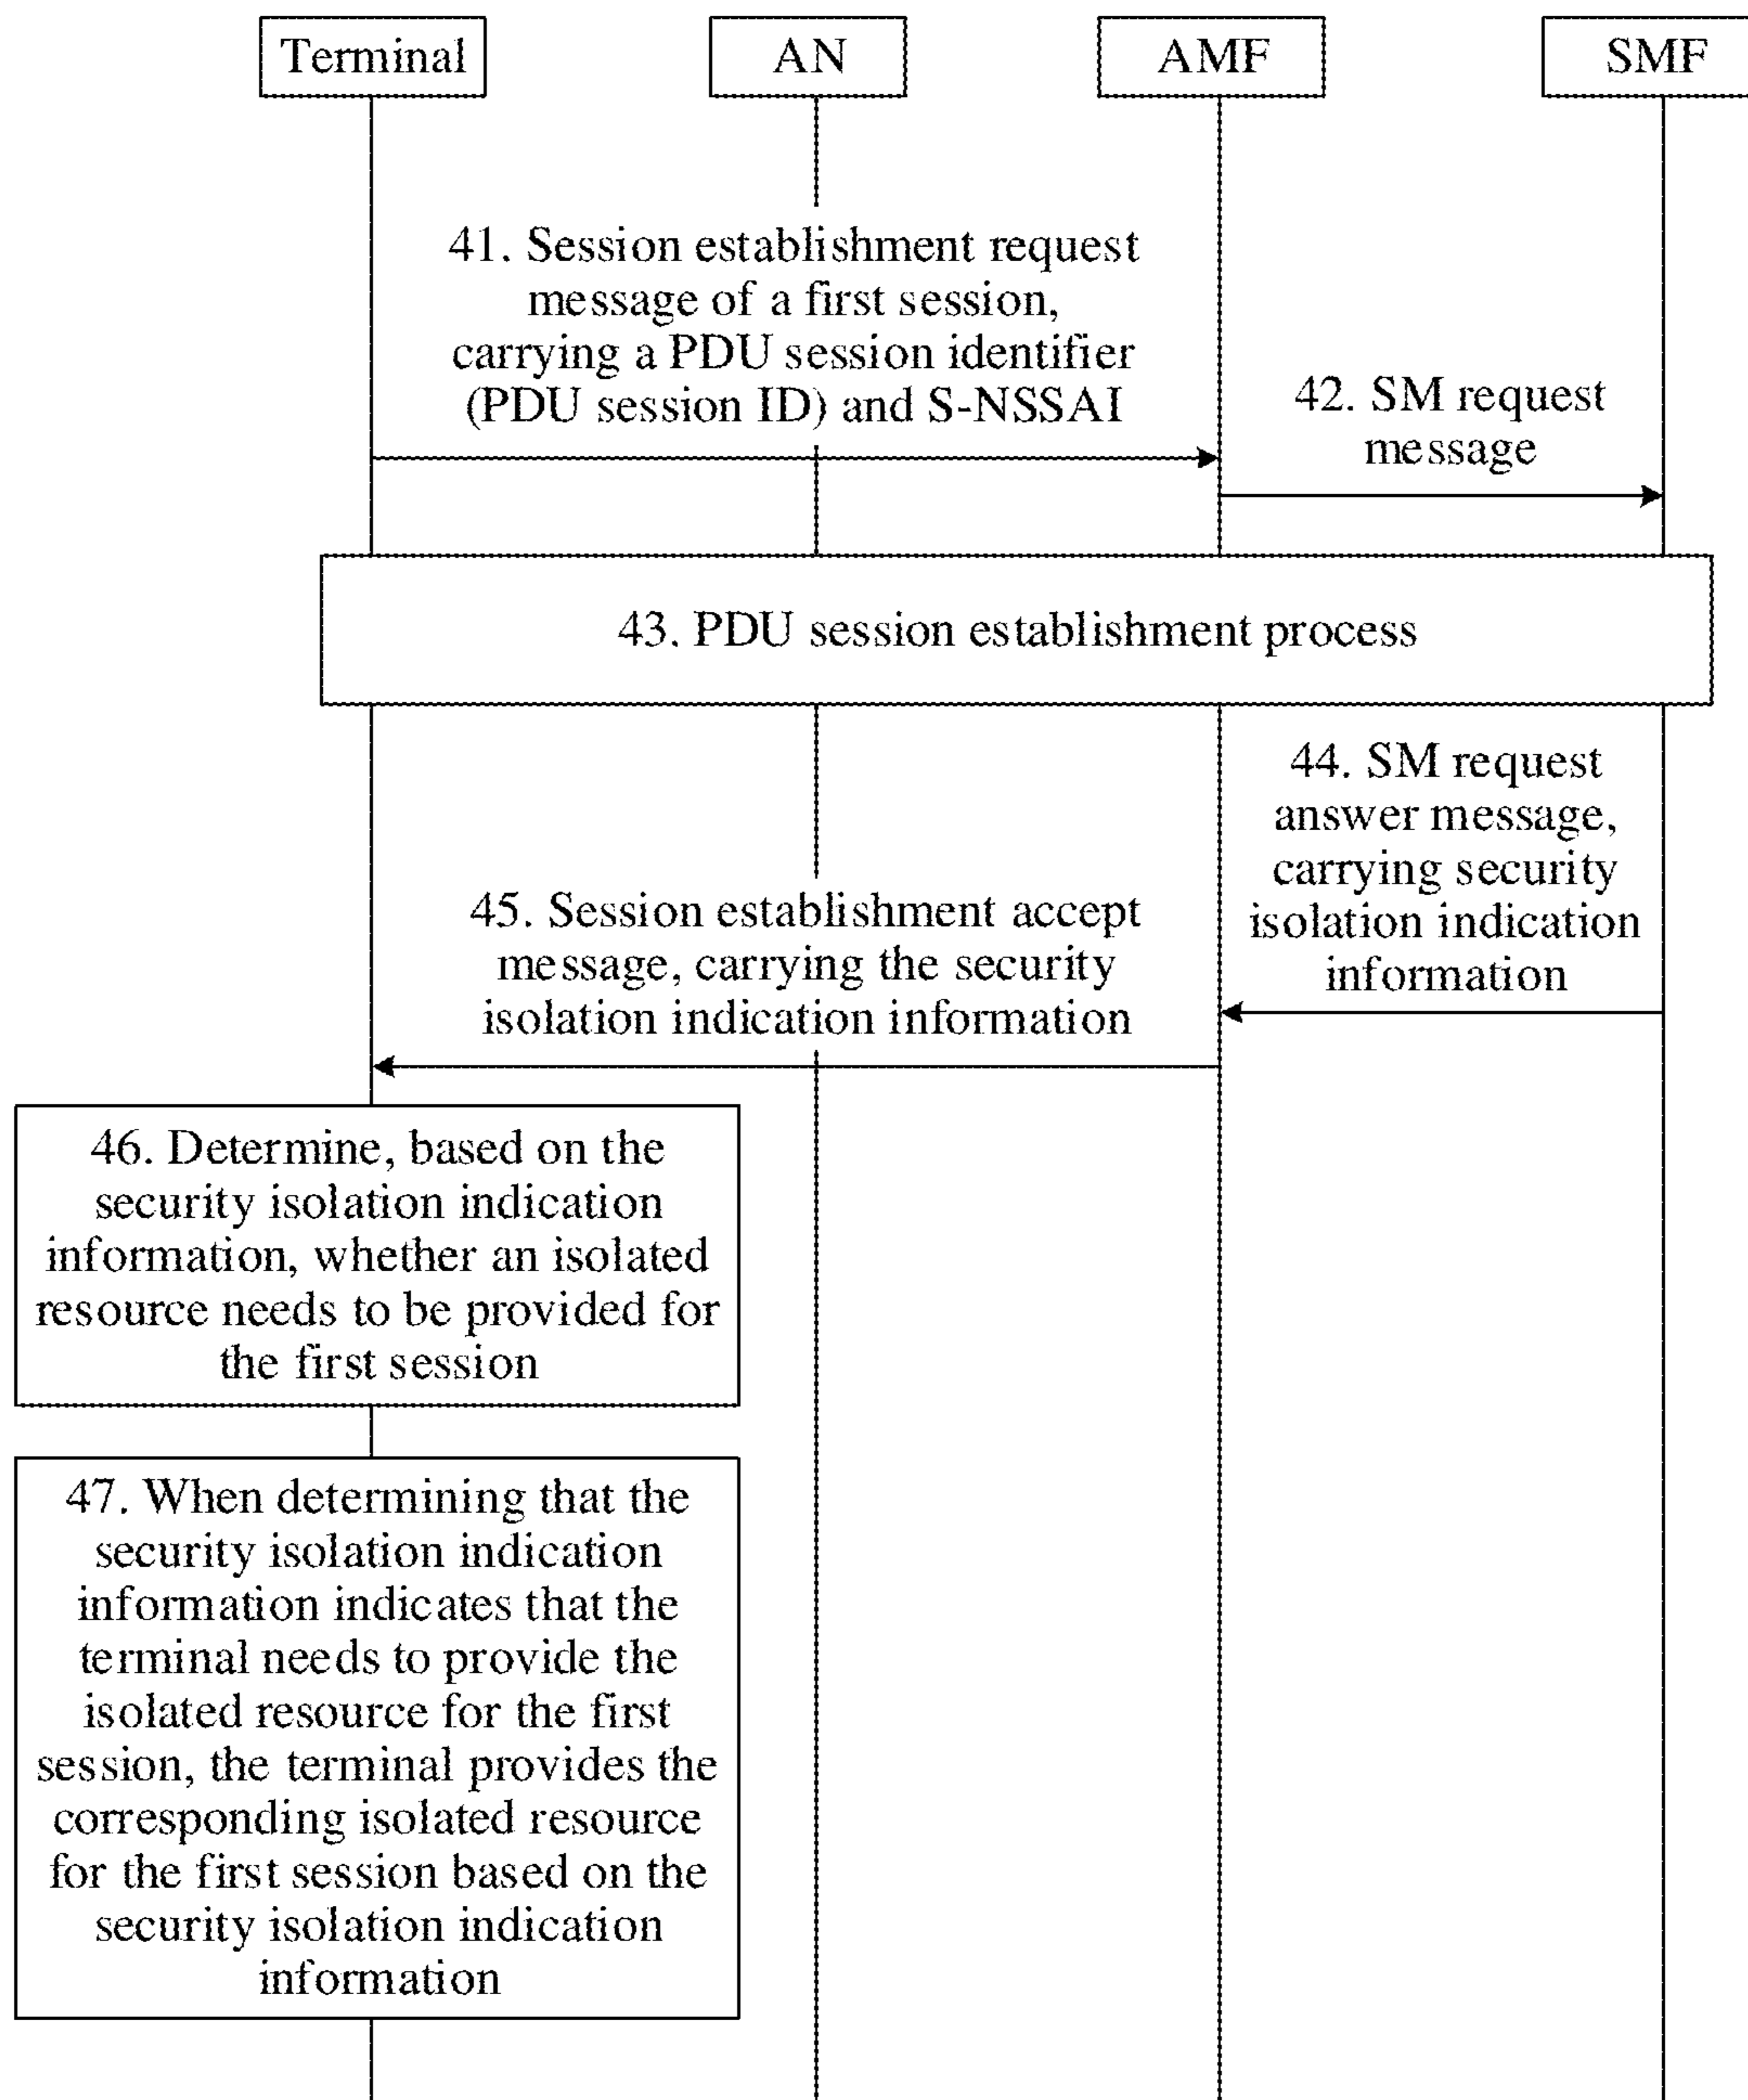 Terminal
AN
AMF
SMF
41. Session establishment request
message of a first session,
carrying a PDU session identifier
(PDU session ID) and S-NSSAI
42. SM request
message
43. PDU session establishment process
44. SM request
answer message,
carrying security
isolation indication
information
45. Session establishment accept
message, carrying the security
isolation indication information
46. Determine, based on the
security isolation indication
information, whether an isolated
resource needs to be provided for
the first session
47. When determining that the
security isolation indication
information indicates that the
terminal needs to provide the
isolated resource for the first
session, the terminal provides the
corresponding isolated resource
for the first session based on the
security isolation indication
information